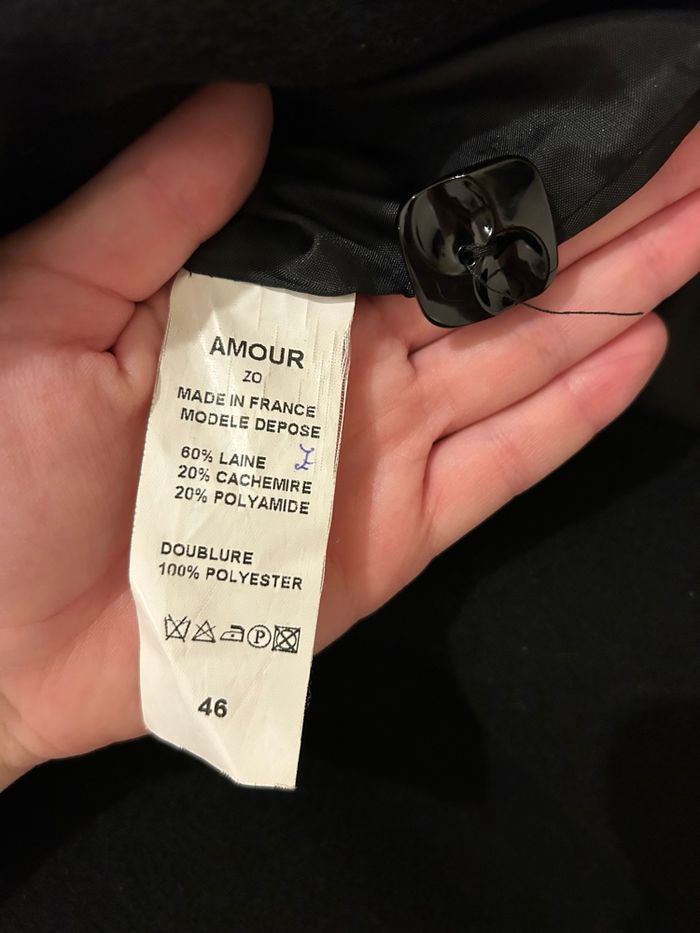 AMOUR
ZO
MADE IN FRANCE
MODELE DEPOSE
60% LAINE
20% CACHEMIRE
20% POLYAMIDE
DOUBLURE
100% POLYESTER
P
46